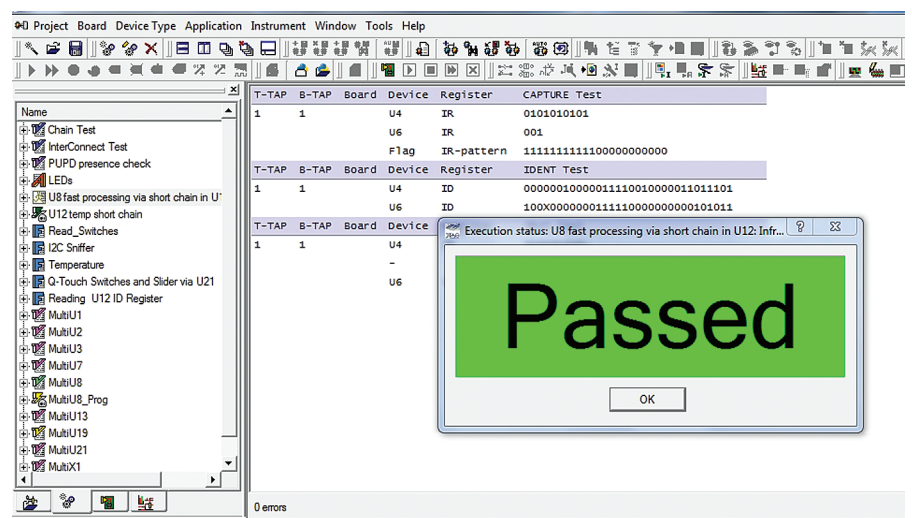 Project Board Device Type Application Instrument Window Tools Help
Name
Chain Test
InterConnect Test
PUPD presence check
LEDs
U8 fast processing via short chain in U1
U12 temp short chain
Read_Switches
I2C Sniffer
Temperature
Q-Touch Switches and Slider via U21
Reading U12 ID Register
MultiU1
MultiU2
MultiU3
MultiU7
MultiU8
MultiU8_Prog
MultiU13
MultiU19
MultiU21
MultiX1
T-TAP B-TAP Board Device Register CAPTURE Test
1 1 U4 IR 0101010101
U6 IR 001
Flag IR-pattern 1111111111100000000000
T-TAP B-TAP Board Device Register IDENT Test
1 1 U4 ID 00000010000011110010000011011101
U6 ID 100X0000000111110000000000101011
T-TAP B-TAP Board Device
1 1 U4
-
U6
Execution status: U8 fast processing via short chain in U12: Infr...
Passed
OK
0 errors